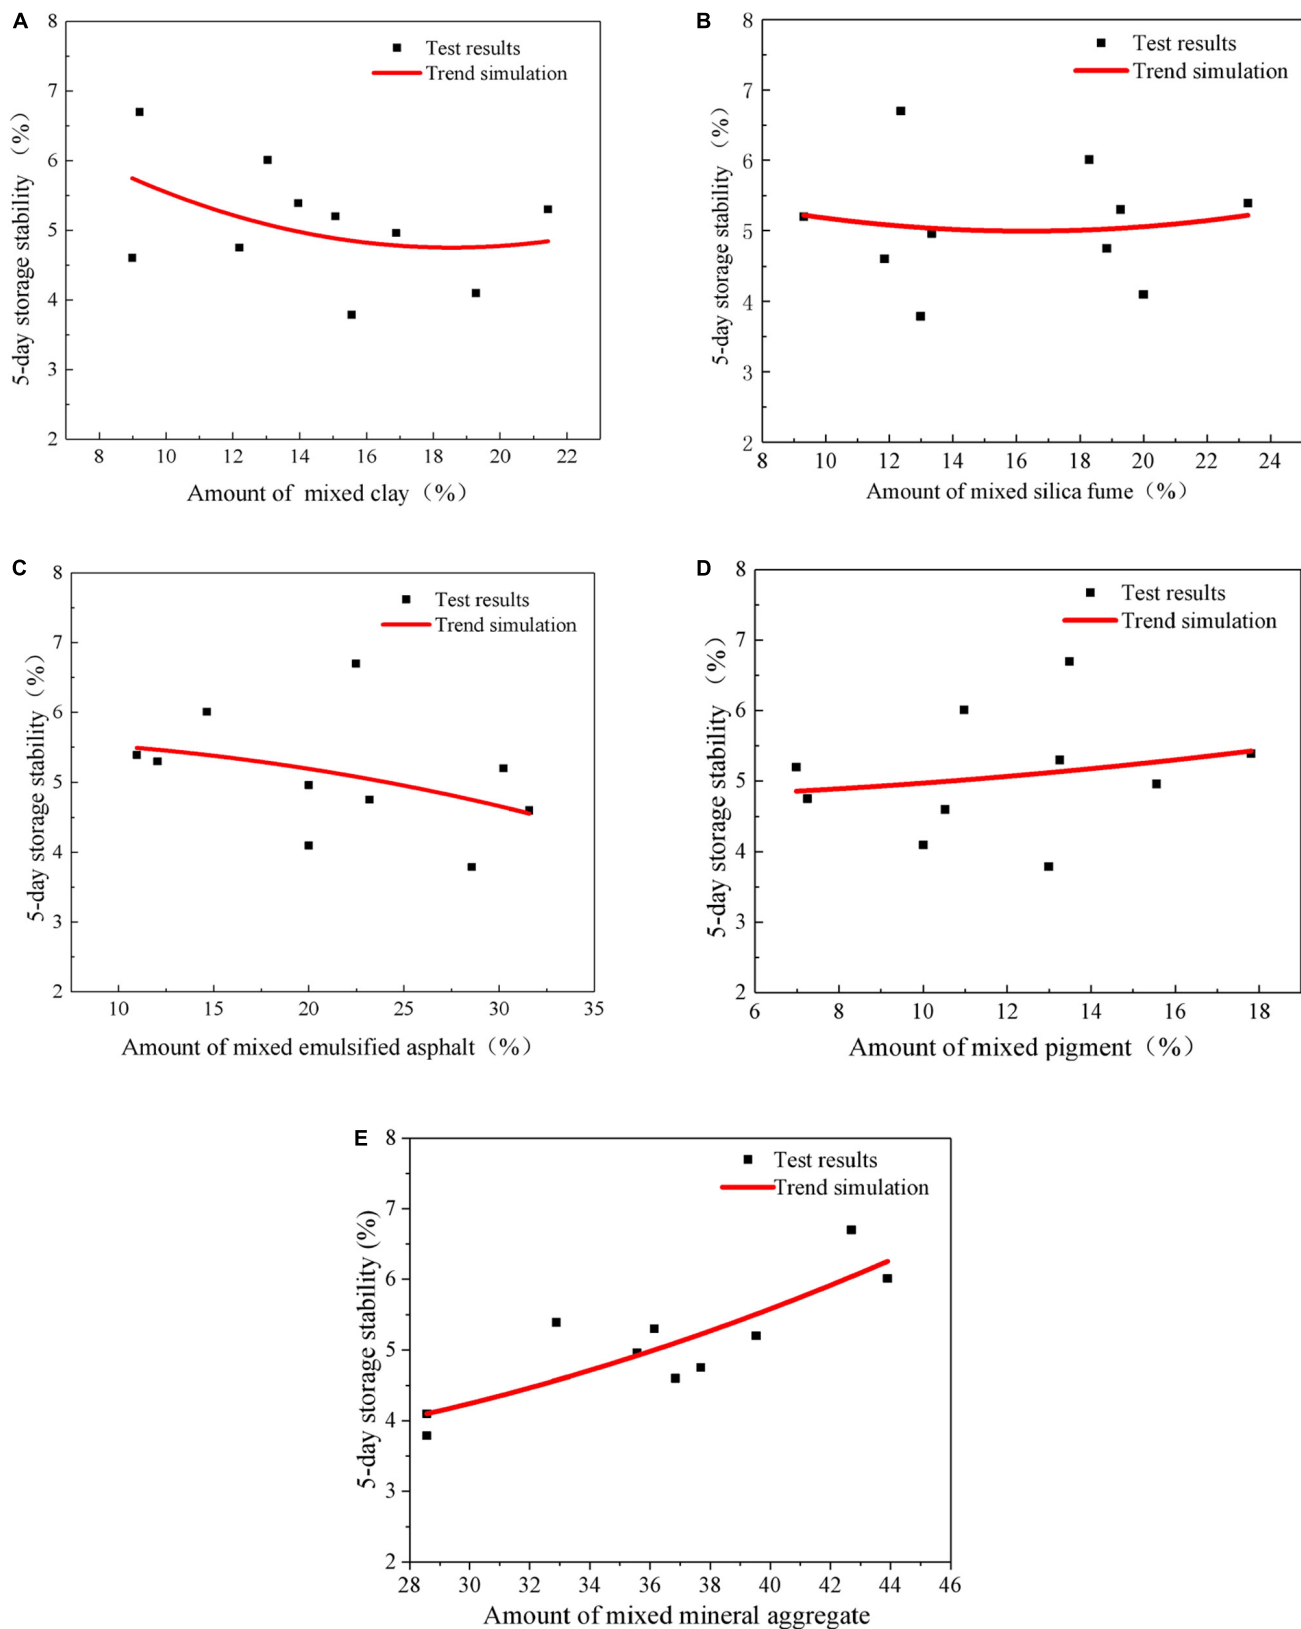 A
8
7
6
5
4
3
2
5-day storage stability （%）
Test results
Trend simulation
8 10 12 14 16 18 20 22
Amount of mixed clay（%）
B
8
7
6
5
4
3
2
5-day storage stability （%）
Test results
Trend simulation
8 10 12 14 16 18 20 22 24
Amount of mixed silica fume（%）
C
8
7
6
5
4
3
2
5-day storage stability（%）
Test results
Trend simulation
10 15 20 25 30 35
Amount of mixed emulsified asphalt（%）
D
8
7
6
5
4
3
2
5-day storage stability （%）
Test results
Trend simulation
6 8 10 12 14 16 18
Amount of mixed pigment（%）
E
8
7
6
5
4
3
2
5-day storage stability (%)
Test results
Trend simulation
28 30 32 34 36 38 40 42 44 46
Amount of mixed mineral aggregate